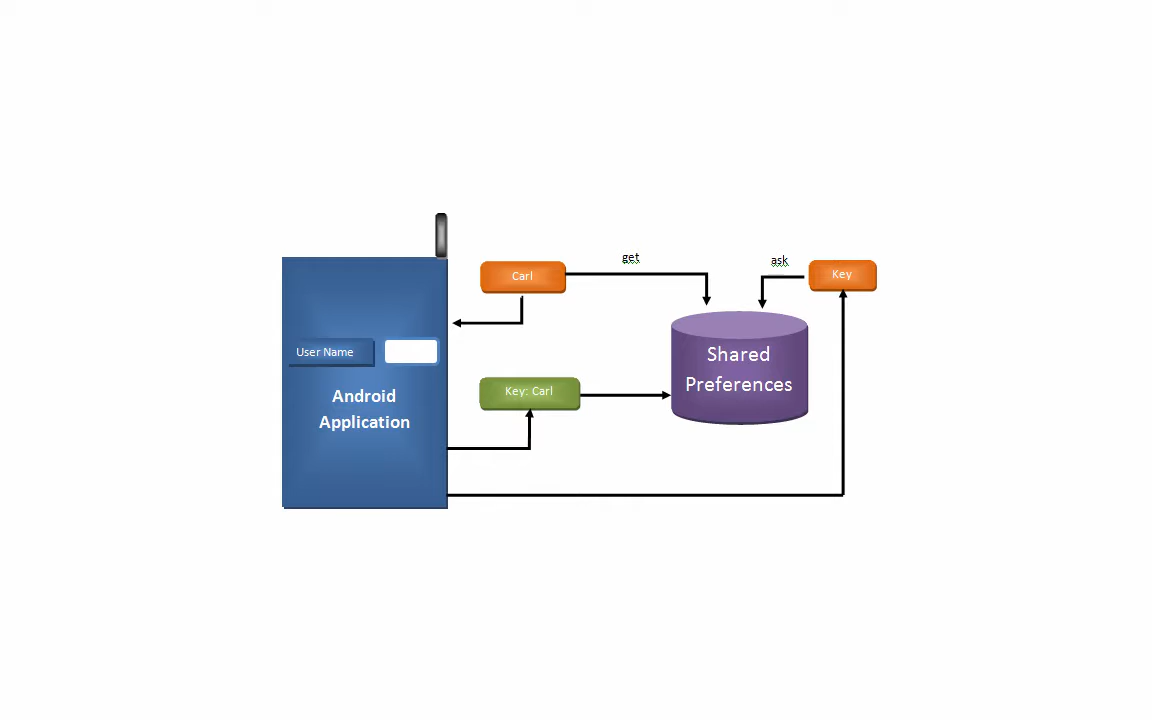 get
ask
Carl
Key
User Name
Android
Application
Key: Carl
Shared
Preferences